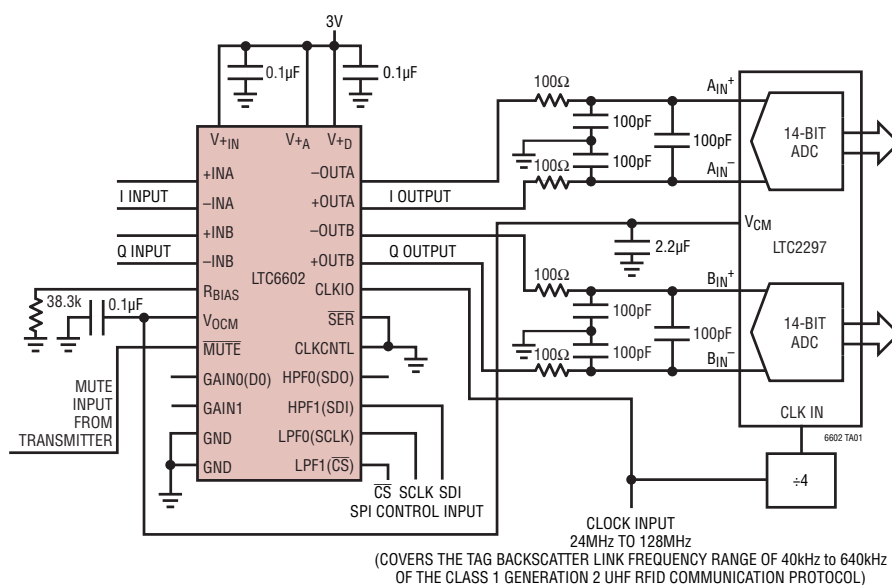 3V
0.1µF
0.1µF
V+IN
V+A
V+D
+INA
–INA
+INB
–INB
RBIAS
VOCM
MUTE
GAIN0(D0)
GAIN1
GND
GND
LTC6602
–OUTA
+OUTA
–OUTB
+OUTB
CLKIO
SER
CLKCNTL
HPF0(SDO)
HPF1(SDI)
LPF0(SCLK)
LPF1(CS)
I INPUT
Q INPUT
38.3k
0.1µF
MUTE
INPUT
FROM
TRANSMITTER
I OUTPUT
Q OUTPUT
100Ω
100Ω
100pF
100pF
100pF
AIN+
AIN–
14-BIT
ADC
VCM
2.2µF
LTC2297
100Ω
100Ω
100pF
100pF
100pF
BIN+
BIN–
14-BIT
ADC
CLK IN
6602 TA01
÷4
CS SCLK SDI
SPI CONTROL INPUT
CLOCK INPUT
24MHz TO 128MHz
(COVERS THE TAG BACKSCATTER LINK FREQUENCY RANGE OF 40kHz to 640kHz
OF THE CLASS 1 GENERATION 2 UHF RFID COMMUNICATION PROTOCOL)